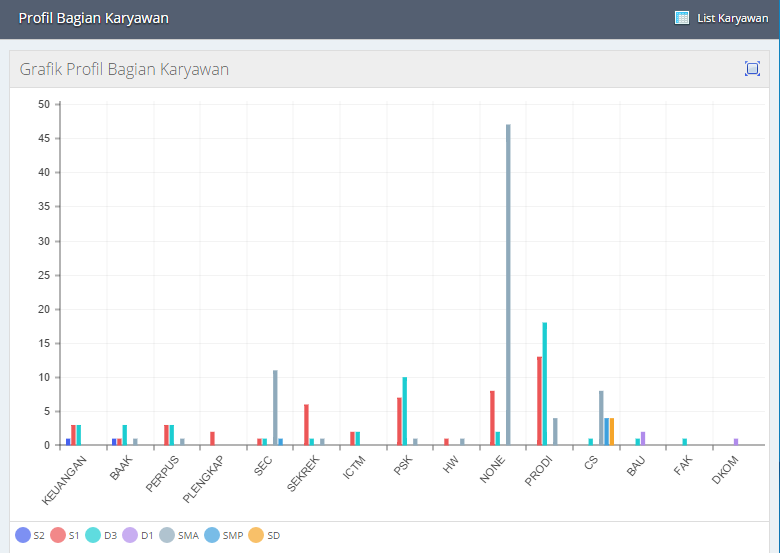 Profil Bagian Karyawan
List Karyawan
Grafik Profil Bagian Karyawan
50
45
40
35
30
25
20
15
10
5
0
KEUANGAN
BAAK
PERPUS
PLENGKAP
SEC
SEKREK
ICTM
PSK
HW
NONE
PRODI
CS
BAU
FAK
DKOM
S2 S1 D3 D1 SMA SMP SD